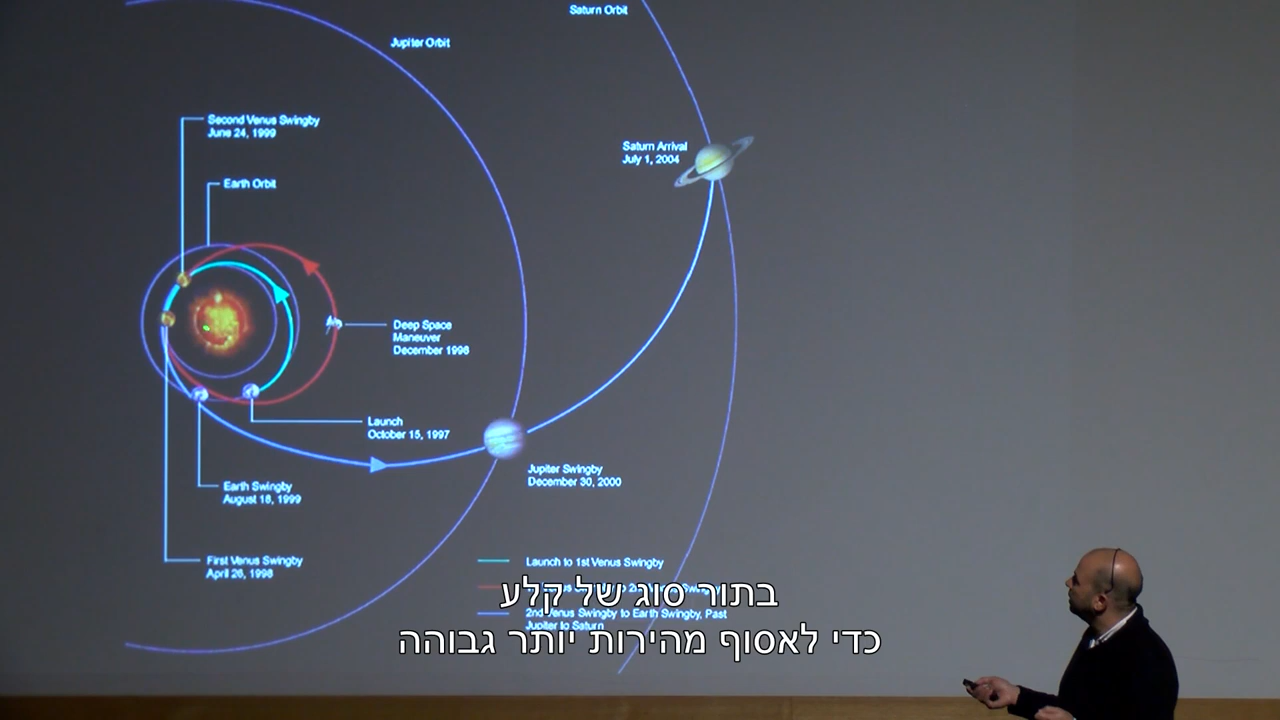 Saturn Orbit
Jupiter Orbit
Second Venus Swingby
June 24, 1999
Saturn Arrival
July 1, 2004
Earth Orbit
Deep Space
Maneuver
December 1998
Launch
October 15, 1997
Jupiter Swingby
December 30, 2000
Earth Swingby
August 18, 1999
First Venus Swingby
April 26, 1998
Launch to 1st Venus Swingby
2nd Venus Swingby to Earth Swingby, Past
Jupiter to Saturn
בתור סוג של קלע
כדי לאסוף מהירות יותר גבוהה